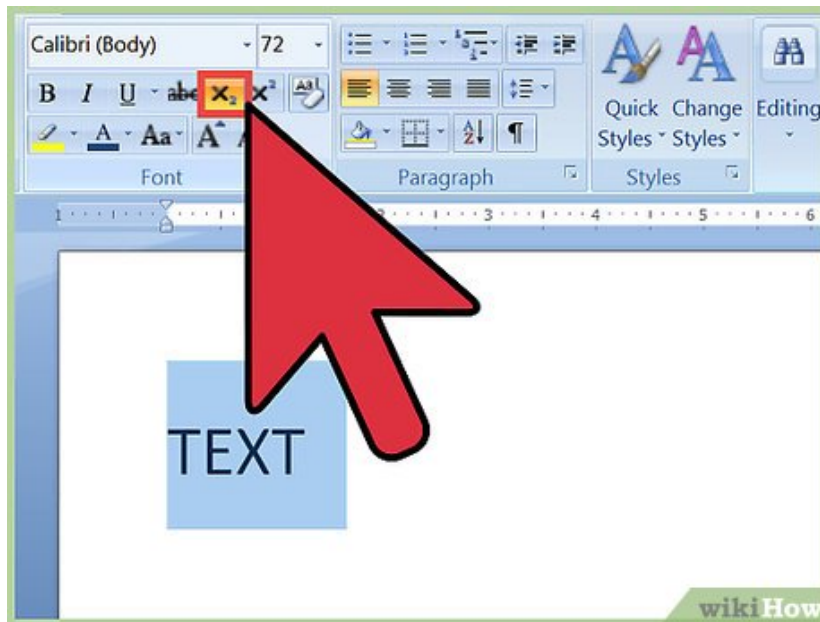 Calibri (Body) 72
B I U abc X₂ X² Aa
A Aa A A
Quick Styles Change Styles Editing
Font Paragraph Styles
1 2 3 4 5 6
TEXT
wikiHow